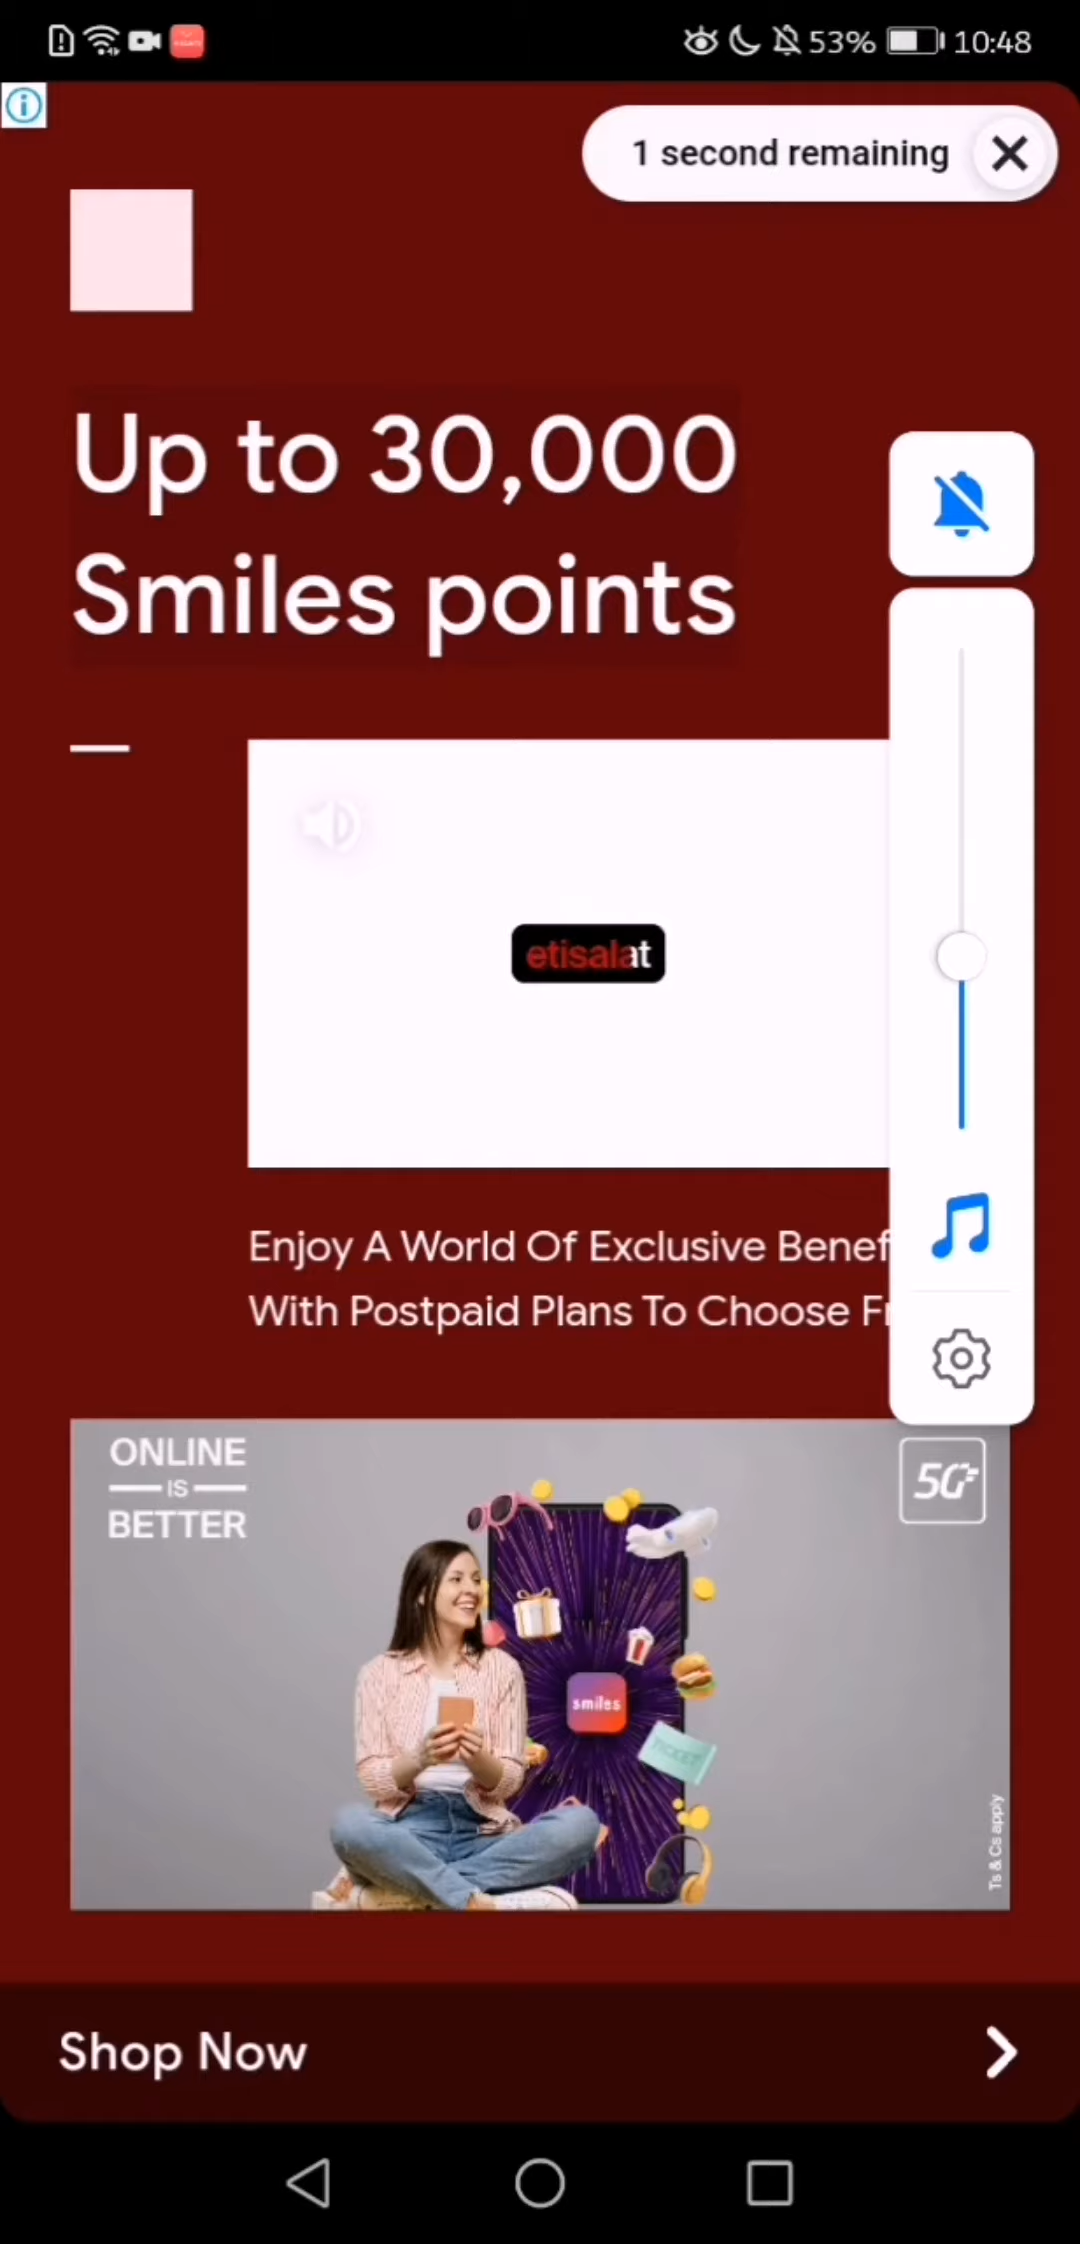 53% 10:48
1 second remaining
Up to 30,000
Smiles points
etisalat
Enjoy A World Of Exclusive Benef
With Postpaid Plans To Choose Fr
ONLINE
IS
BETTER
5G
smiles
TICKET
Ts & Cs apply
Shop Now